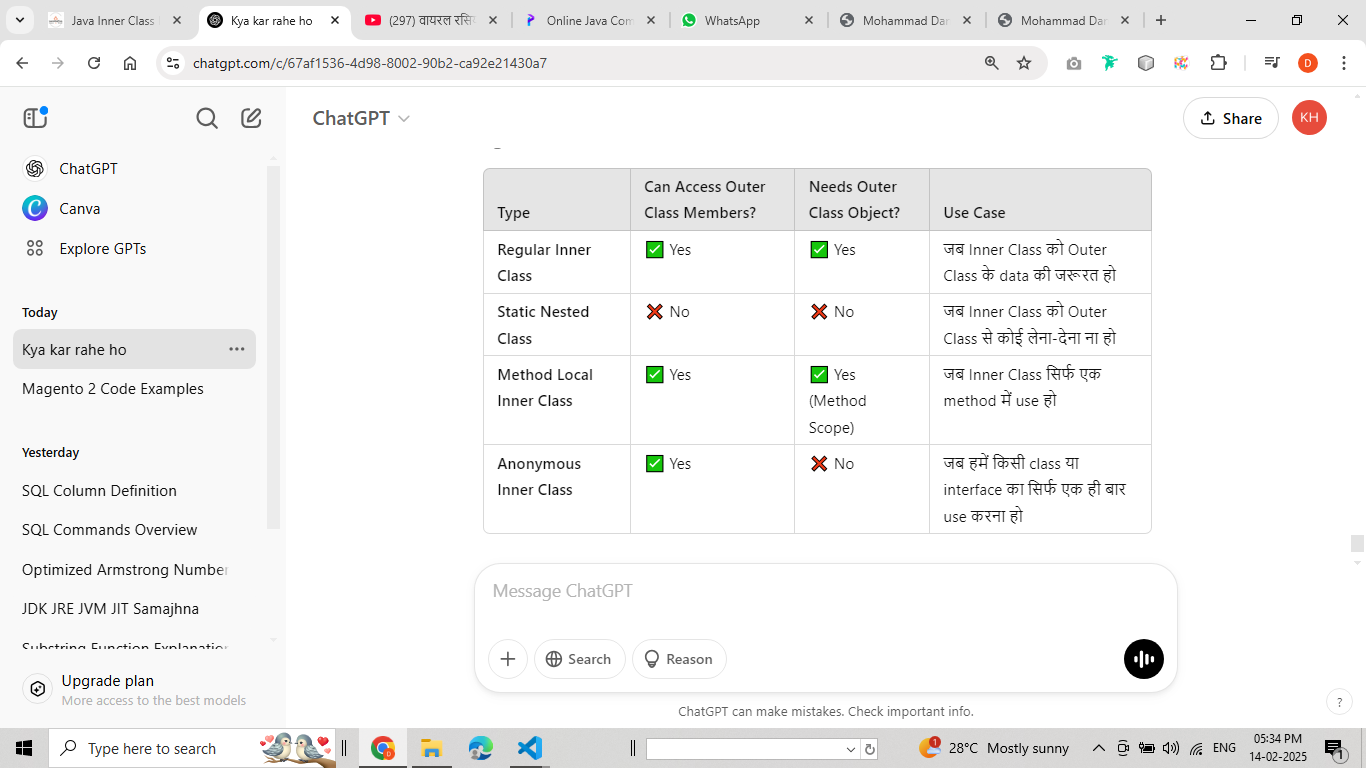 Java Inner Class
Kya kar rahe ho
(297) वायरल रसि
Online Java Com
WhatsApp
Mohammad Dar
Mohammad Dar
chatgpt.com/c/67af1536-4d98-8002-90b2-ca92e21430a7
D
ChatGPT
Share
KH
ChatGPT
Canva
Explore GPTs
Today
Kya kar rahe ho
Magento 2 Code Examples
Yesterday
SQL Column Definition
SQL Commands Overview
Optimized Armstrong Number
JDK JRE JVM JIT Samajhna
Substring Function Explanation
Upgrade plan
More access to the best models
Type
Can Access Outer
Class Members?
Needs Outer
Class Object?
Use Case
Regular Inner
Class
✅ Yes
✅ Yes
जब Inner Class को Outer
Class के data की जरूरत हो
Static Nested
Class
❌ No
❌ No
जब Inner Class को Outer
Class से कोई लेना-देना ना हो
Method Local
Inner Class
✅ Yes
✅ Yes
(Method
Scope)
जब Inner Class सिर्फ एक
method में use हो
Anonymous
Inner Class
✅ Yes
❌ No
जब हमें किसी class या
interface का सिर्फ एक ही बार
use करना हो
Message ChatGPT
Search
Reason
ChatGPT can make mistakes. Check important info.
?
Type here to search
1
28°C Mostly sunny
ENG
05:34 PM
14-02-2025
1